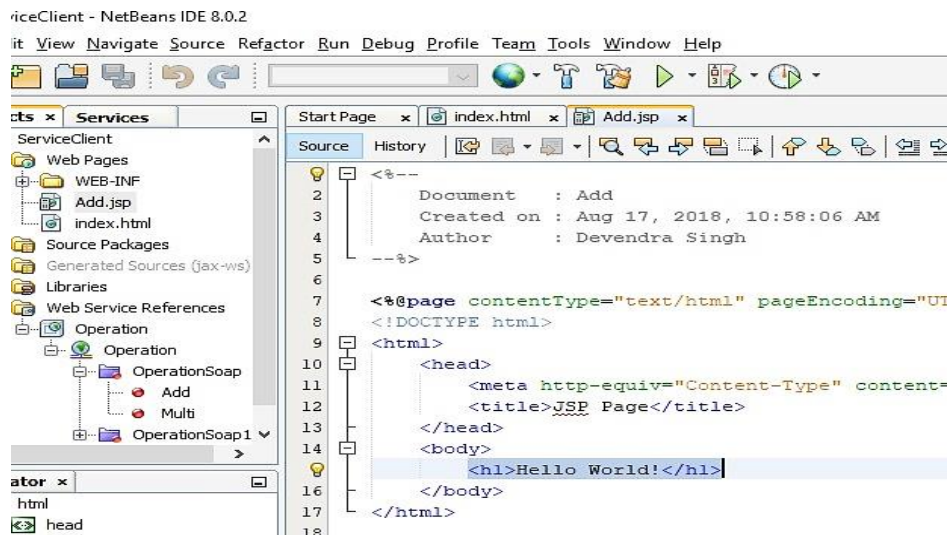 viceClient - NetBeans IDE 8.0.2
it View Navigate Source Refactor Run Debug Profile Team Tools Window Help
cts Services
ServiceClient
Web Pages
WEB-INF
Add.jsp
index.html
Source Packages
Generated Sources (jax-ws)
Libraries
Web Service References
Operation
Operation
OperationSoap
Add
Multi
OperationSoap1
ator
html
head
Start Page index.html Add.jsp
Source History
<%--
2 Document : Add
3 Created on : Aug 17, 2018, 10:58:06 AM
4 Author : Devendra Singh
5 --%>
6
7 <%@page contentType="text/html" pageEncoding="UT
8 <!DOCTYPE html>
9 <html>
10 <head>
11 <meta http-equiv="Content-Type" content=
12 <title>JSP Page</title>
13 </head>
14 <body>
<h1>Hello World!</h1>
16 </body>
17 </html>
18